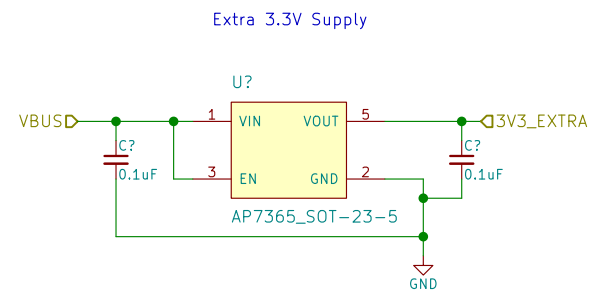 Extra 3.3V Supply
U?
VBUS
1
VIN
VOUT
5
3V3_EXTRA
C?
0.1uF
3
EN
GND
2
C?
0.1uF
AP7365_SOT-23-5
GND